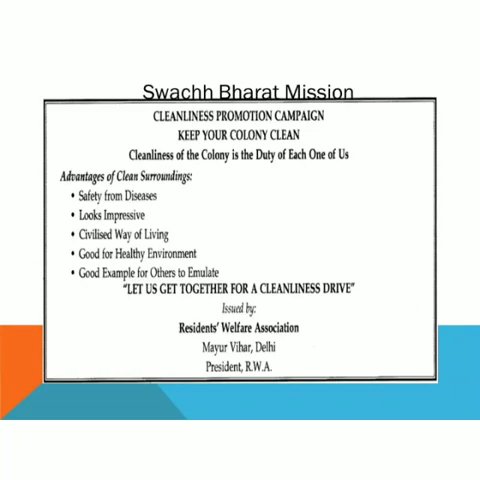 Swachh Bharat Mission
CLEANLINESS PROMOTION CAMPAIGN
KEEP YOUR COLONY CLEAN
Cleanliness of the Colony is the Duty of Each One of Us
Advantages of Clean Surroundings:
• Safety from Diseases
• Looks Impressive
• Civilised Way of Living
• Good for Healthy Environment
• Good Example for Others to Emulate
"LET US GET TOGETHER FOR A CLEANLINESS DRIVE"
Issued by:
Residents' Welfare Association
Mayur Vihar, Delhi
President, R.W.A.